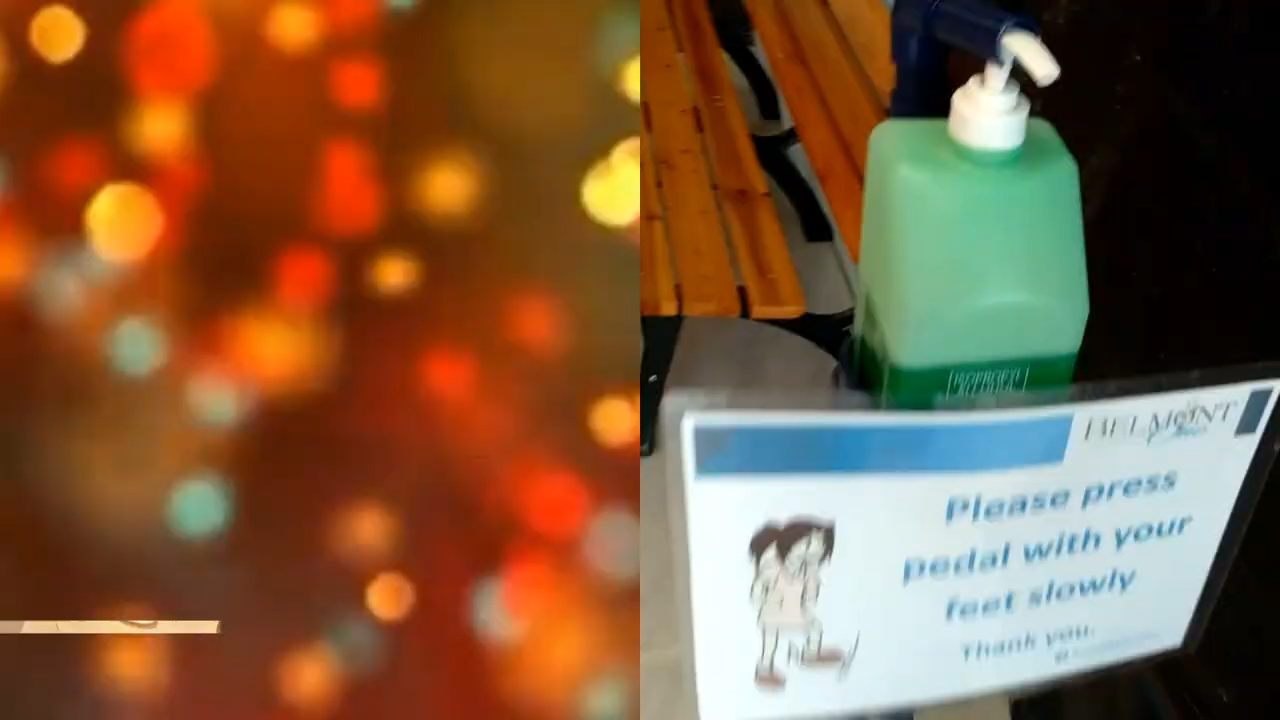 BELMONT
Please press
pedal with your
feet slowly
Thank you.